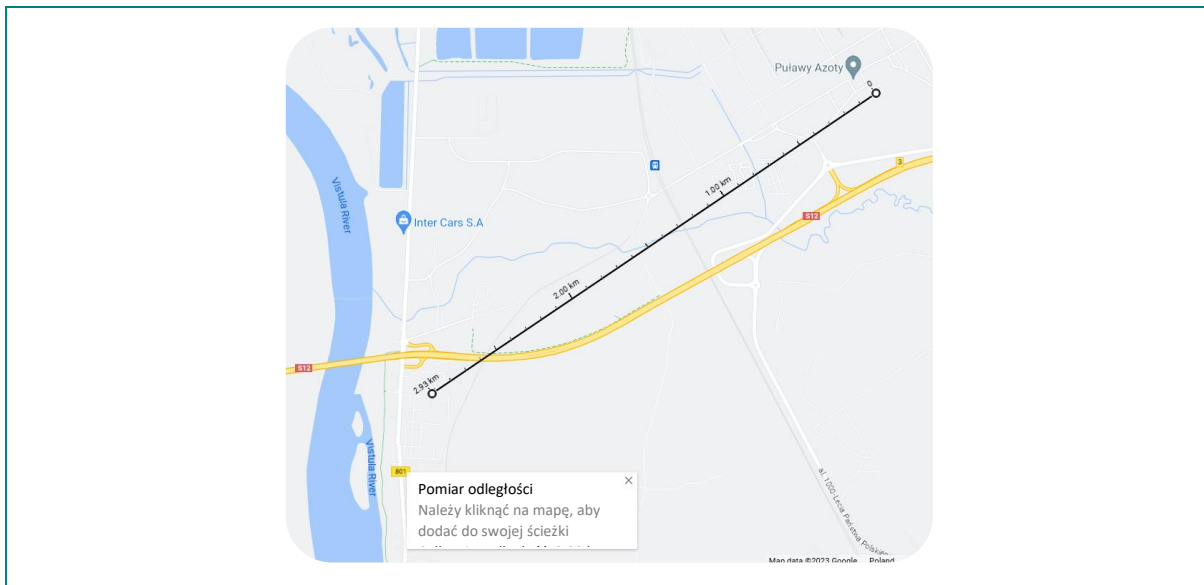 Puławy Azoty
0
3
1.00 km
Vistula River
S12
Inter Cars S.A
2.00 km
S12
2.93 km
Vistula River
801
Pomiar odległości
Należy kliknąć na mapę, aby
dodać do swojej ścieżki
al. 1000-Lecia Państwa Polskiego
Map data ©2023 Google Poland